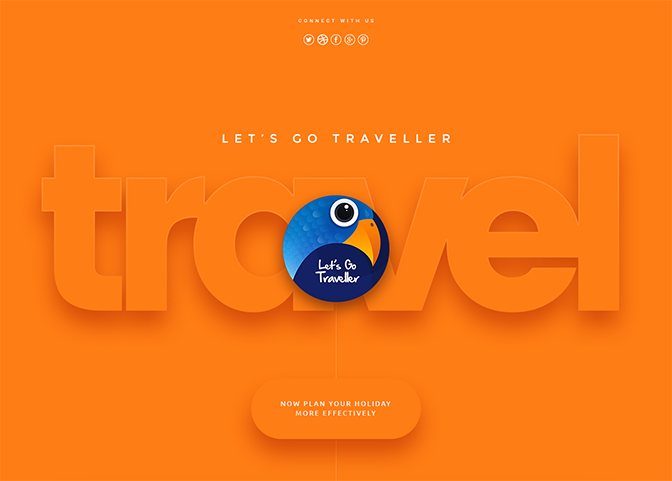 CONNECT WITH US
LET'S GO TRAVELLER
travel
Let's Go
Traveller
NOW PLAN YOUR HOLIDAY
MORE EFFECTIVELY